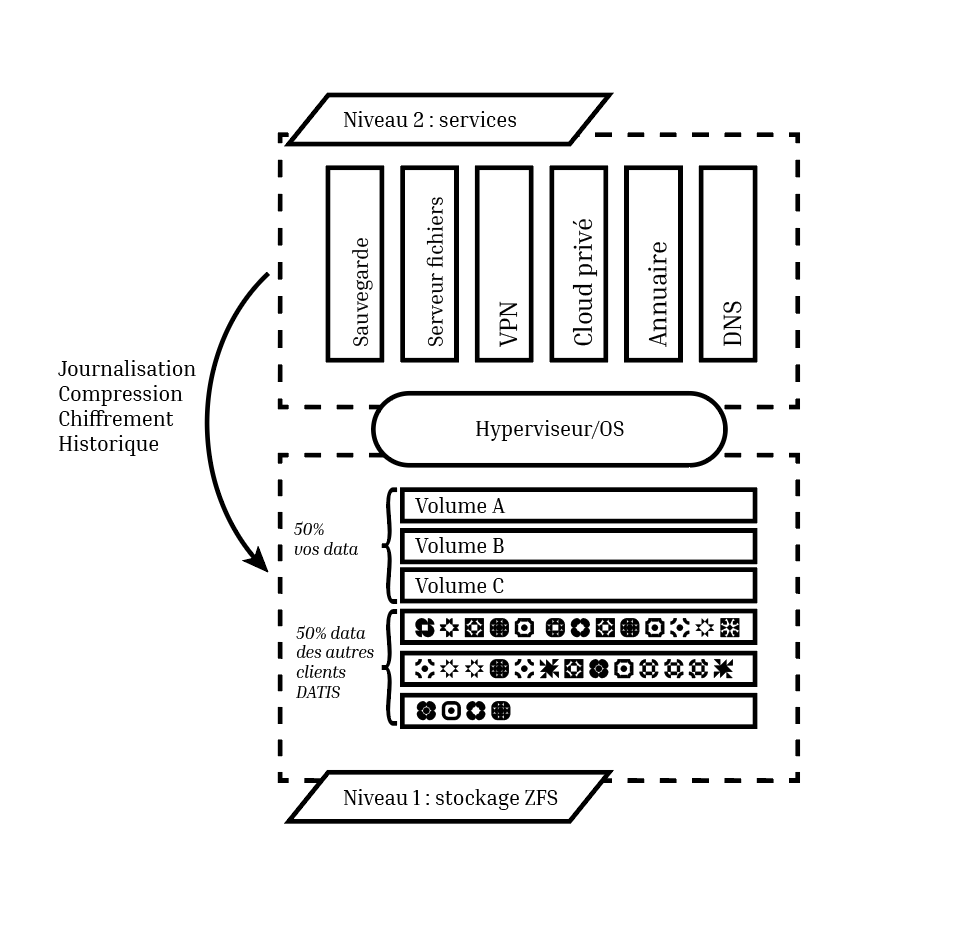 Niveau 2 : services
Sauvegarde
Serveur fichiers
VPN
Cloud privé
Annuaire
DNS
Journalisation
Compression
Chiffrement
Historique
Hyperviseur/OS
50%
vos data
Volume A
Volume B
Volume C
50% data
des autres
clients
DATIS
Niveau 1 : stockage ZFS